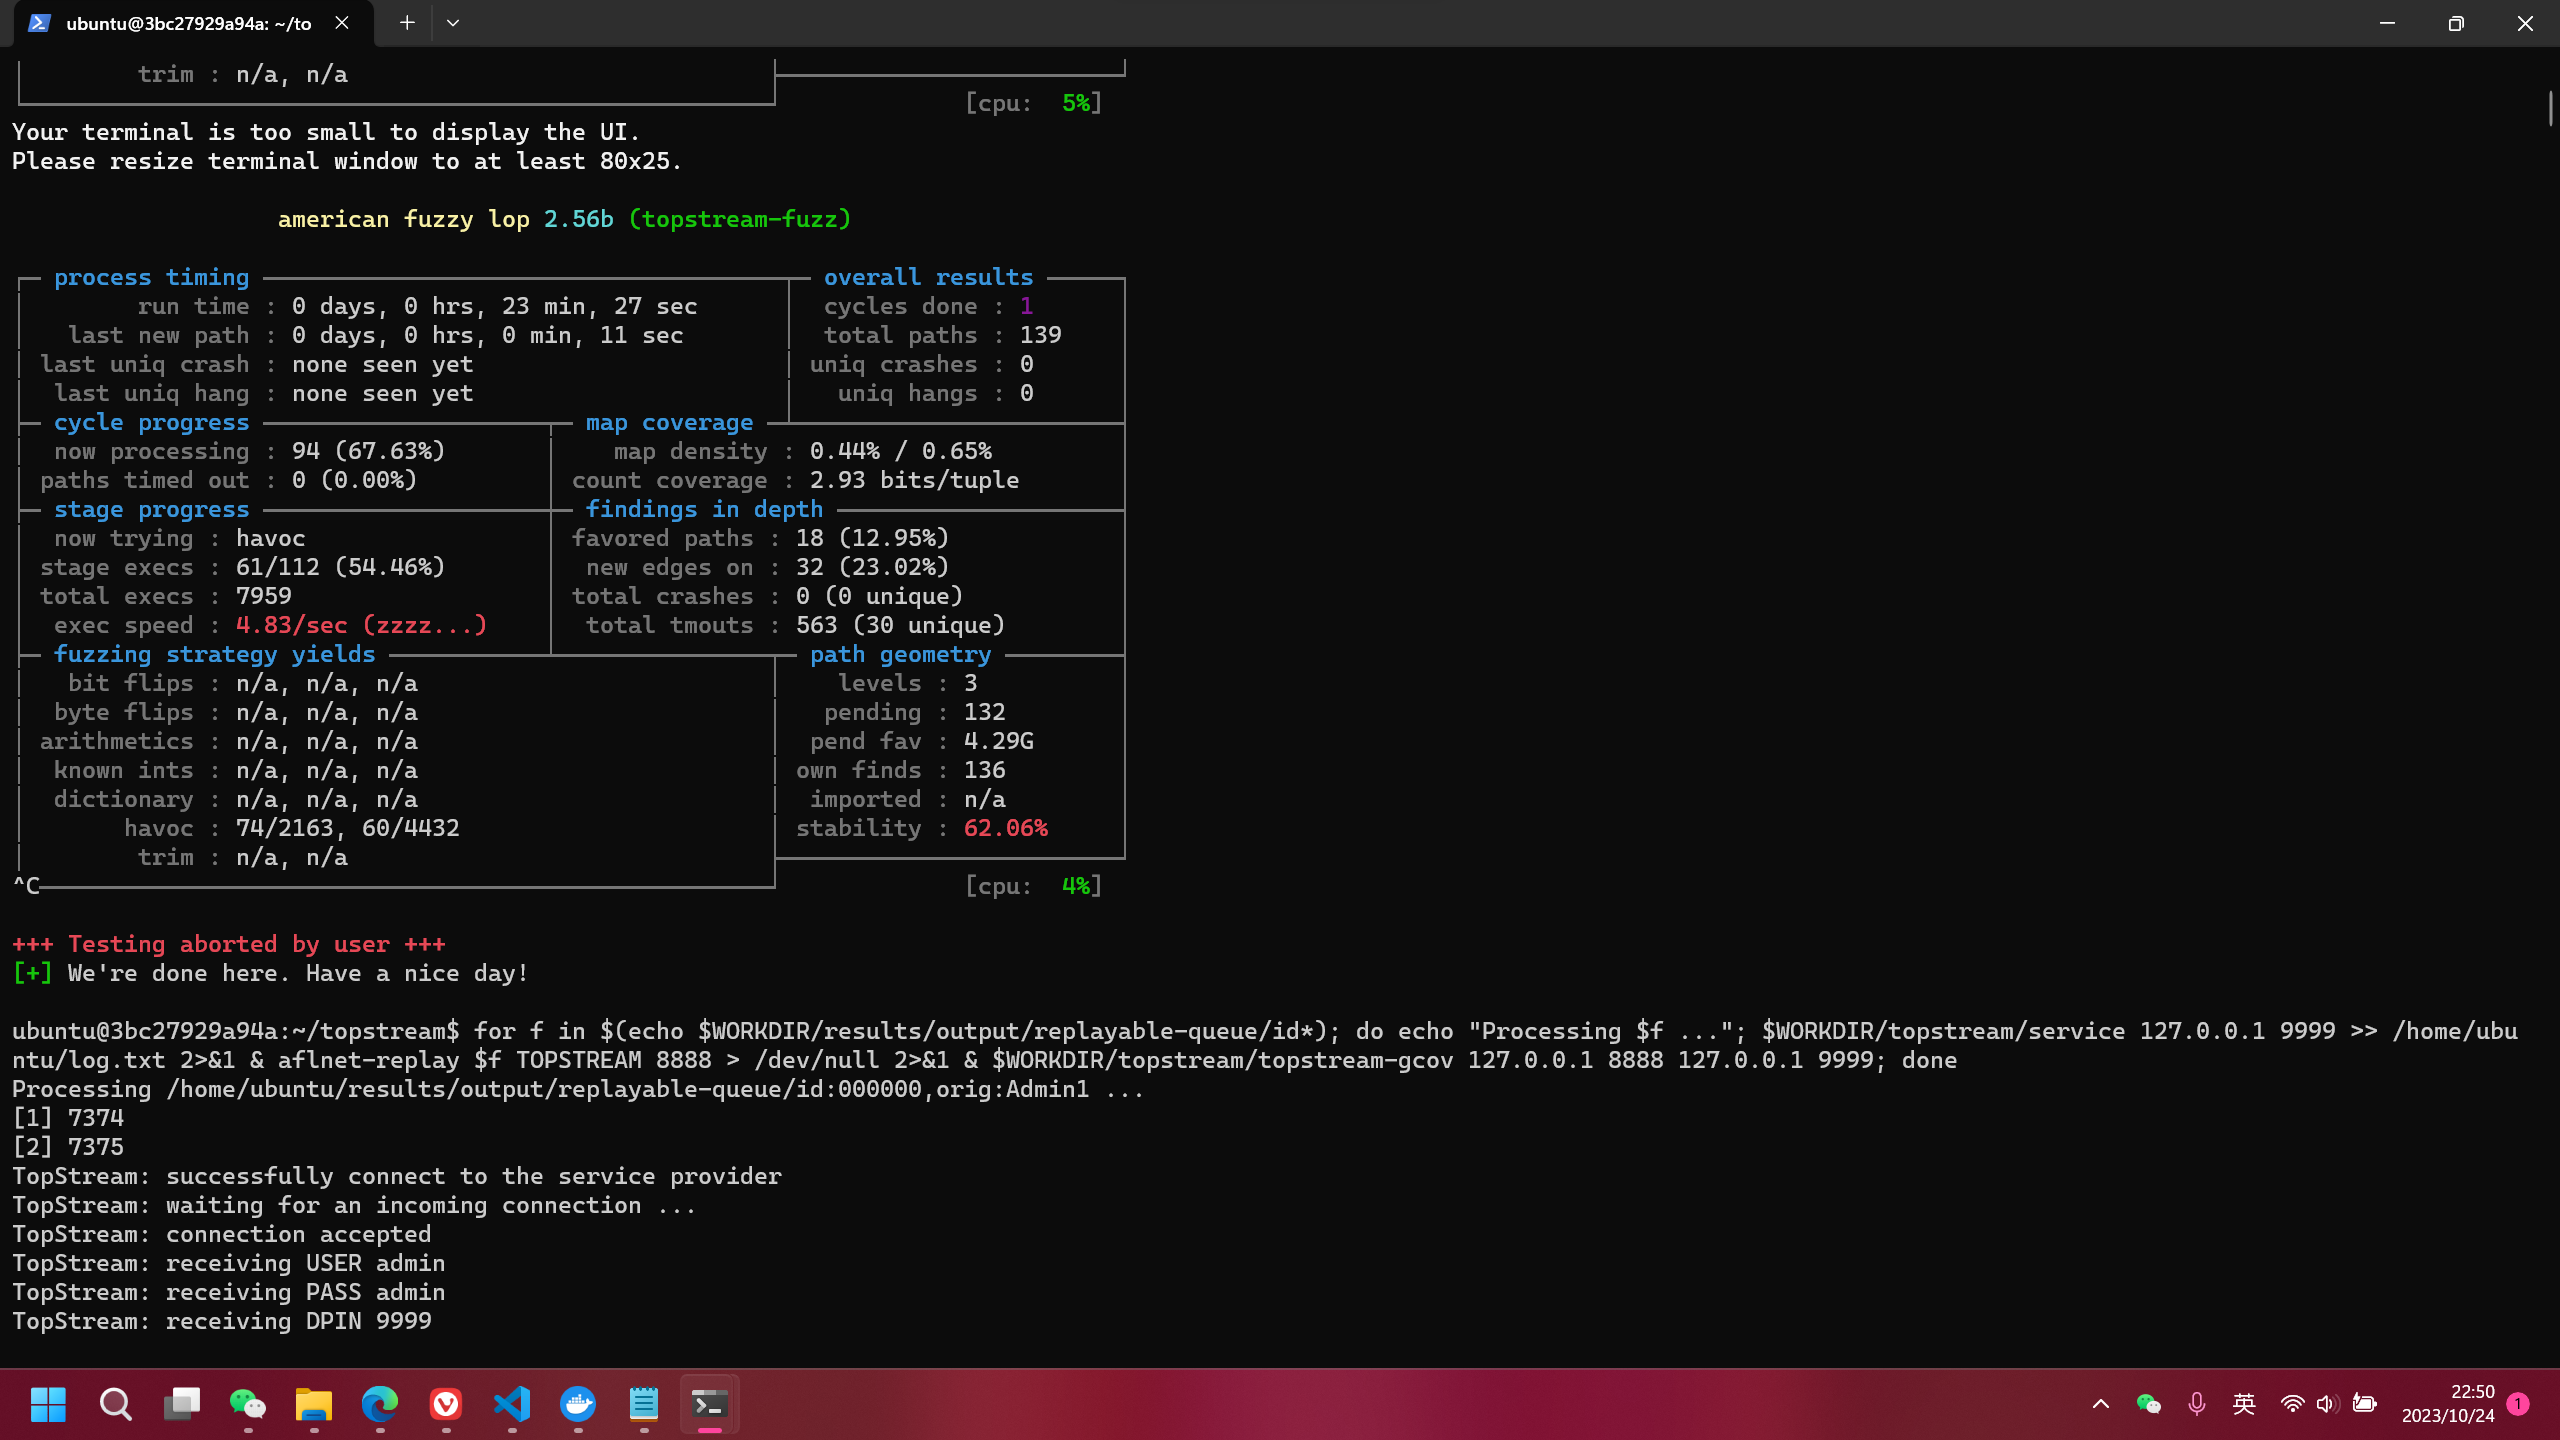 ubuntu@3bc27929a94a: ~/to
trim : n/a, n/a
[cpu:  5%]
Your terminal is too small to display the UI.
Please resize terminal window to at least 80x25.
american fuzzy lop 2.56b (topstream-fuzz)
process timing overall results
run time : 0 days, 0 hrs, 23 min, 27 sec cycles done : 1
last new path : 0 days, 0 hrs, 0 min, 11 sec total paths : 139
last uniq crash : none seen yet uniq crashes : 0
last uniq hang : none seen yet uniq hangs : 0
cycle progress map coverage
now processing : 94 (67.63%) map density : 0.44% / 0.65%
paths timed out : 0 (0.00%) count coverage : 2.93 bits/tuple
stage progress findings in depth
now trying : havoc favored paths : 18 (12.95%)
stage execs : 61/112 (54.46%) new edges on : 32 (23.02%)
total execs : 7959 total crashes : 0 (0 unique)
exec speed : 4.83/sec (zzzz...) total tmouts : 563 (30 unique)
fuzzing strategy yields path geometry
bit flips : n/a, n/a, n/a levels : 3
byte flips : n/a, n/a, n/a pending : 132
arithmetics : n/a, n/a, n/a pend fav : 4.29G
known ints : n/a, n/a, n/a own finds : 136
dictionary : n/a, n/a, n/a imported : n/a
havoc : 74/2163, 60/4432 stability : 62.06%
trim : n/a, n/a
^C [cpu:  4%]
+++ Testing aborted by user +++
[+] We're done here. Have a nice day!
ubuntu@3bc27929a94a:~/topstream$ for f in $(echo $WORKDIR/results/output/replayable-queue/id*); do echo "Processing $f ..."; $WORKDIR/topstream/service 127.0.0.1 9999 >> /home/ubu
ntu/log.txt 2>&1 & aflnet-replay $f TOPSTREAM 8888 > /dev/null 2>&1 & $WORKDIR/topstream/topstream-gcov 127.0.0.1 8888 127.0.0.1 9999; done
Processing /home/ubuntu/results/output/replayable-queue/id:000000,orig:Admin1 ...
[1] 7374
[2] 7375
TopStream: successfully connect to the service provider
TopStream: waiting for an incoming connection ...
TopStream: connection accepted
TopStream: receiving USER admin
TopStream: receiving PASS admin
TopStream: receiving DPIN 9999
英
22:50
2023/10/24
1